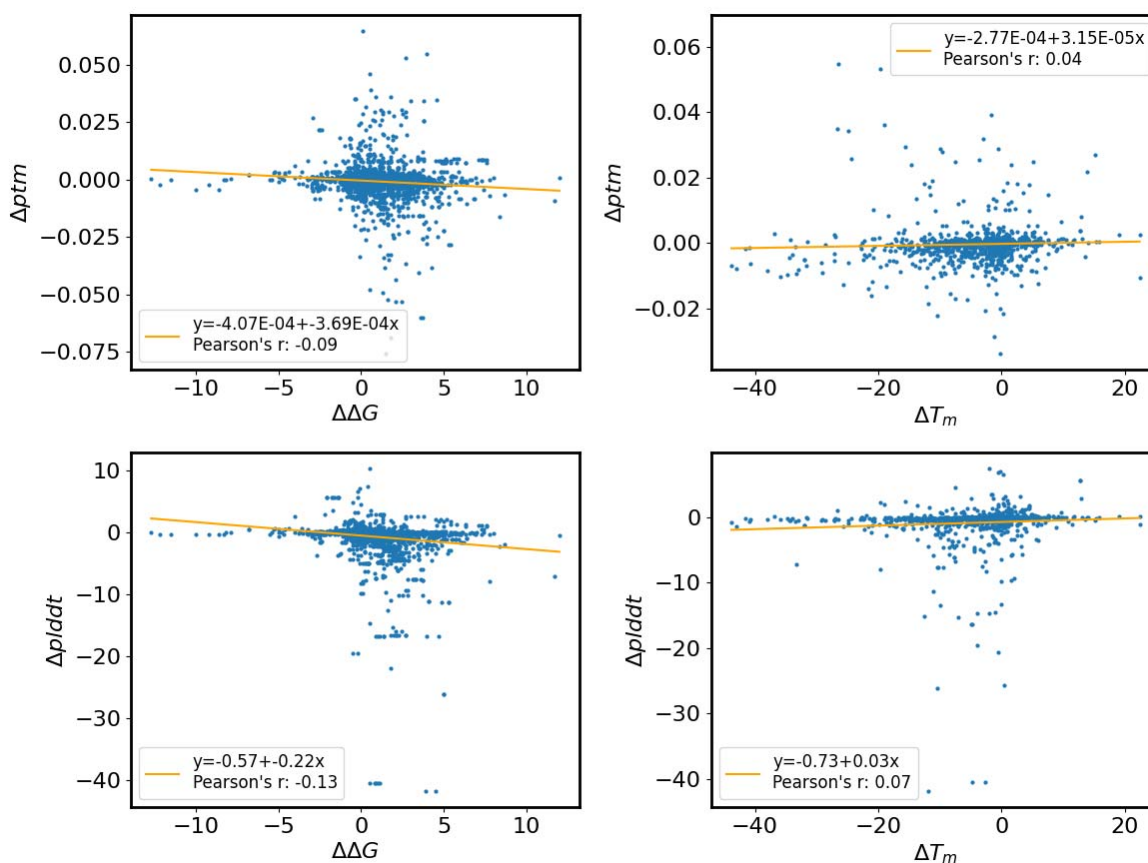 0.050
0.025
0.000
−0.025
−0.050
−0.075
Δptm
y=-4.07E-04+-3.69E-04x
Pearson's r: -0.09
−10
−5
0
5
10
ΔΔG
0.06
0.04
0.02
0.00
−0.02
Δptm
y=-2.77E-04+3.15E-05x
Pearson's r: 0.04
−40
−20
0
20
ΔTm
10
0
−10
−20
−30
−40
Δplddt
y=-0.57+-0.22x
Pearson's r: -0.13
−10
−5
0
5
10
ΔΔG
0
−10
−20
−30
−40
Δplddt
y=-0.73+0.03x
Pearson's r: 0.07
−40
−20
0
20
ΔTm